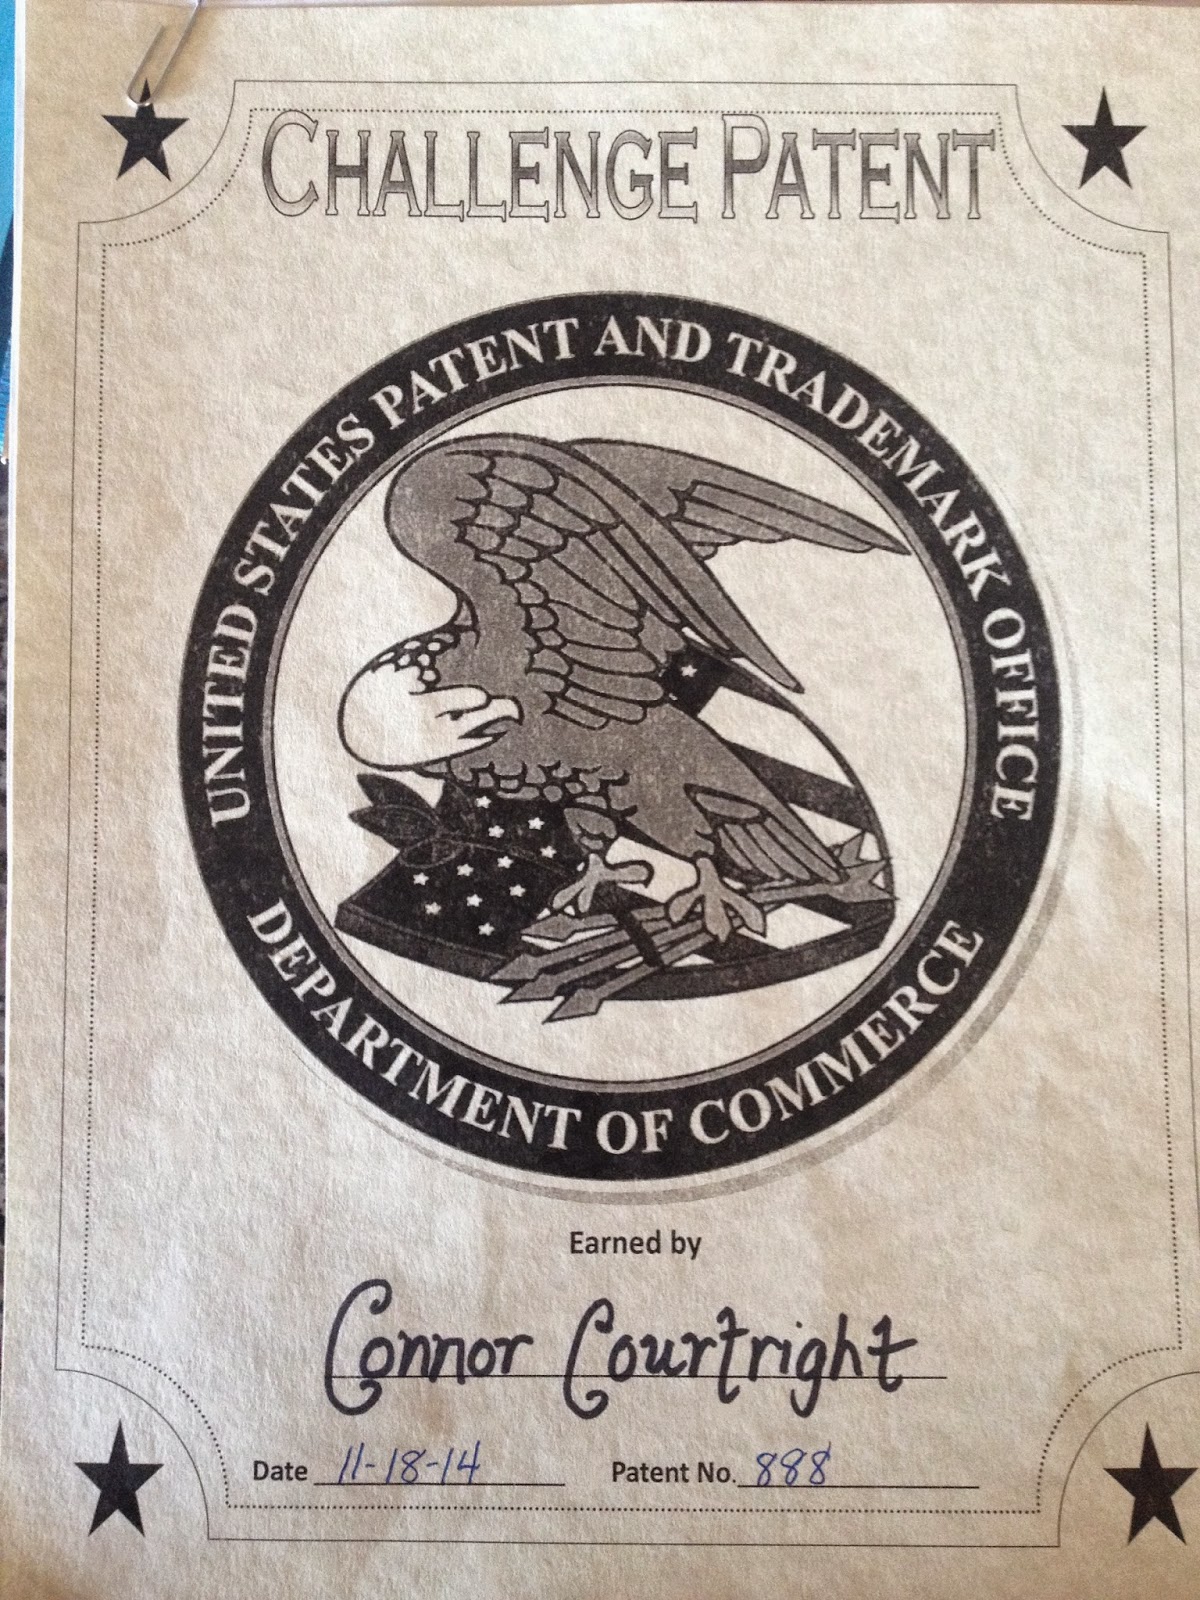 CHALLENGE PATENT
UNITED STATES PATENT AND TRADEMARK OFFICE
DEPARTMENT OF COMMERCE
Earned by
Connor Courtright
Date 11-18-14 Patent No. 888